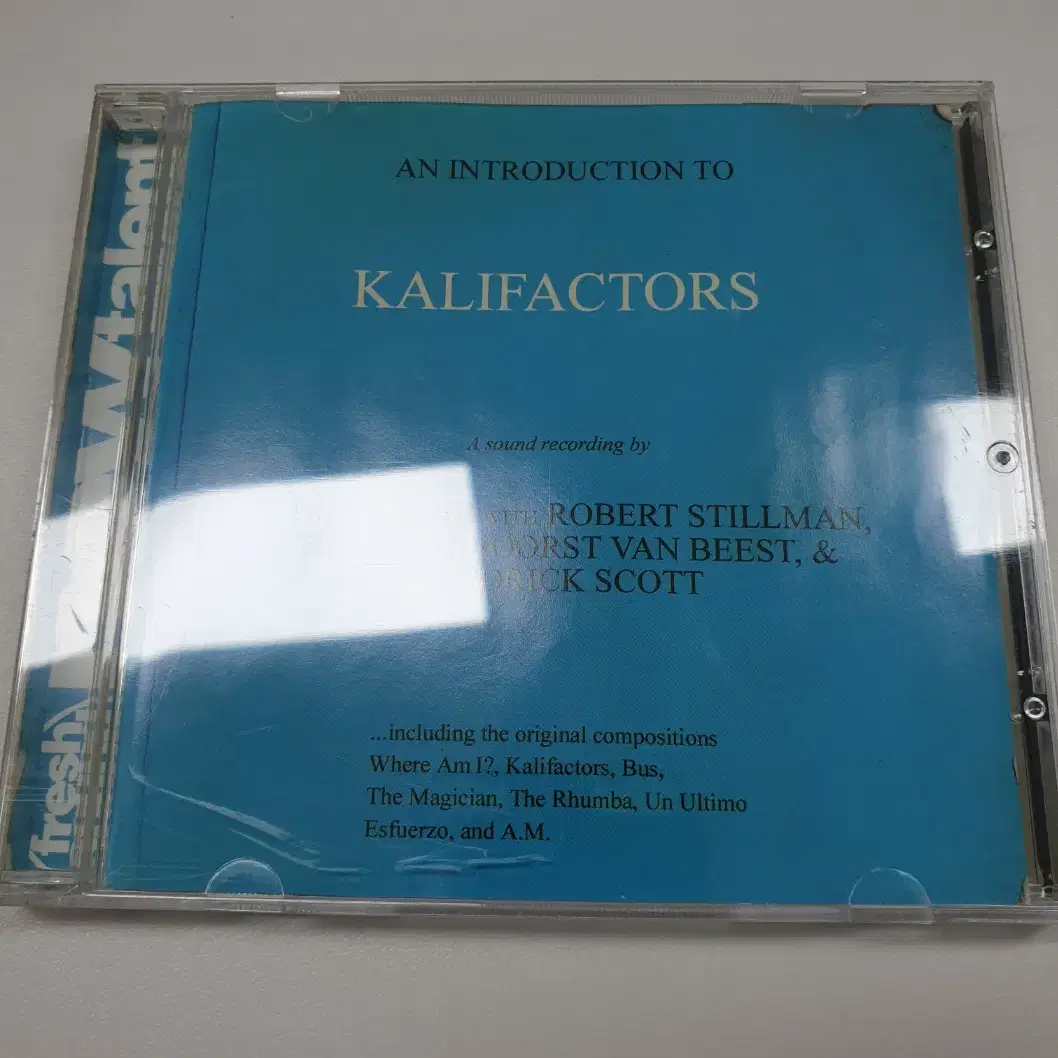 AN INTRODUCTION TO
KALIFACTORS
A sound recording by
ROBERT STILLMAN,
VAN BEEST, &
SCOTT
...including the original compositions
Where Am I?, Kalifactors, Bus,
The Magician, The Rhumba, Un Ultimo
Esfuerzo, and A.M.
fresh
talent